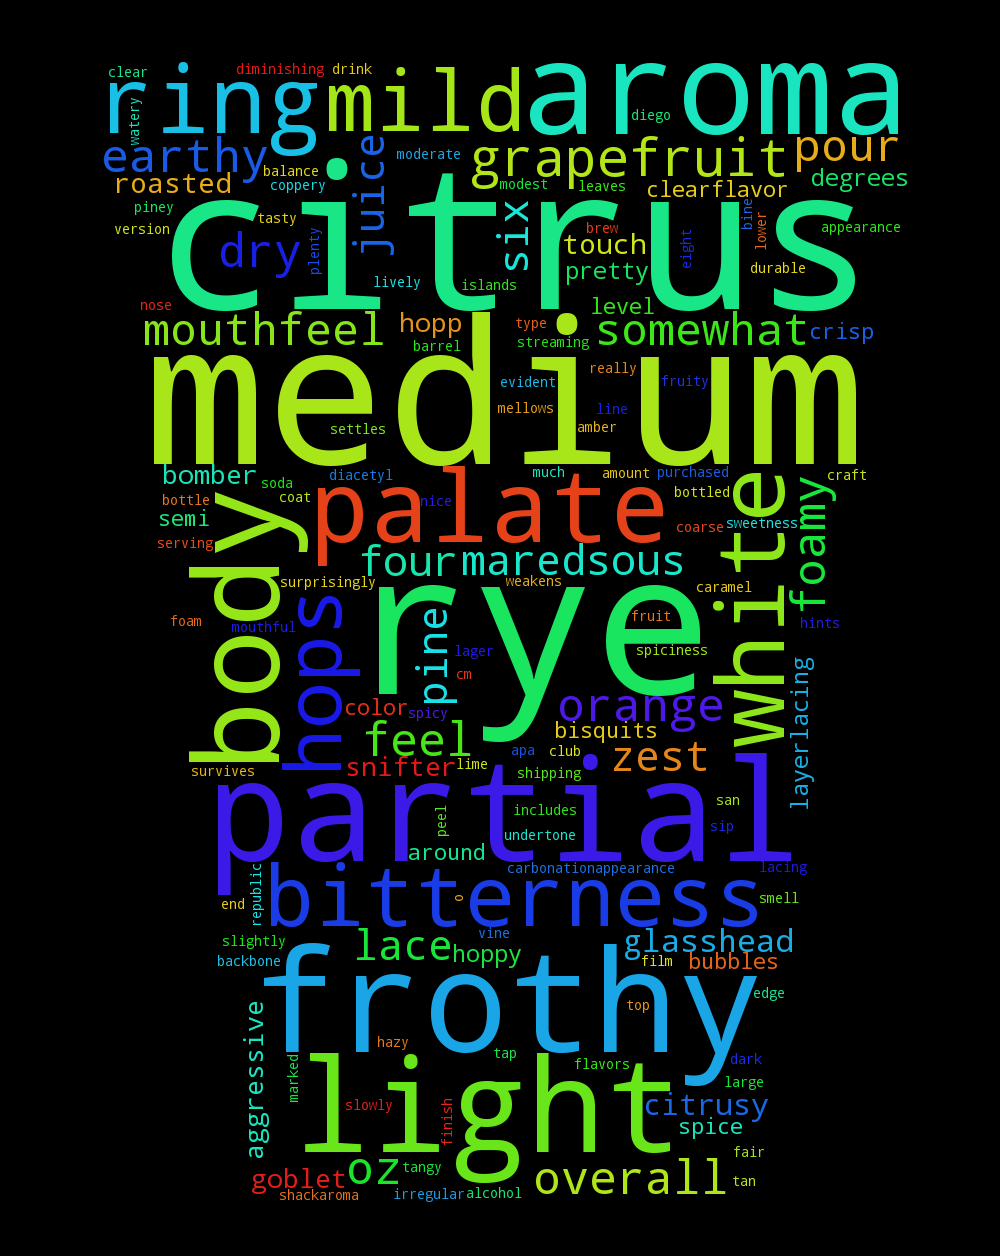 clear
diminishing
drink
ring
mild
aroma
watery
diego
earthy
juice
moderate
grapefruit
pour
roasted
balance
coppery
modest
leaves
clearflavor
degrees
citrus
piney
tasty
six
bine
lower
version
dry
plenty
brew
touch
eight
appearance
lively
islands
pretty
durable
nose
level
mouthfeel
hopp
type
somewhat
crisp
barrel
streaming
medium
evident
really
fruity
mellows
line
settles
amber
bomber
soda
diacetyl
much
amount
purchased
craft
bottle
coat
palate
nice
bottled
white
foamy
semi
body
coarse
sweetness
serving
four
maredsous
surprisingly
weakens
caramel
rye
foam
mouthful
hops
pine
fruit
hints
lager
spiciness
cm
layerlacing
color
spicy
orange
feel
bisquits
survives
snifter
lime
apa
club
zest
shipping
partial
peel
includes
san
undertone
sip
around
republic
carbonationappearance
lacing
end
bitterness
o
smell
slightly
lace
hoppy
vine
glasshead
backbone
film
bubbles
frothy
edge
aggressive
top
hazy
marked
tap
flavors
dark
light
large
slowly
finish
citrusy
spice
goblet
oz
tangy
overall
fair
tan
shackaroma
irregular
alcohol